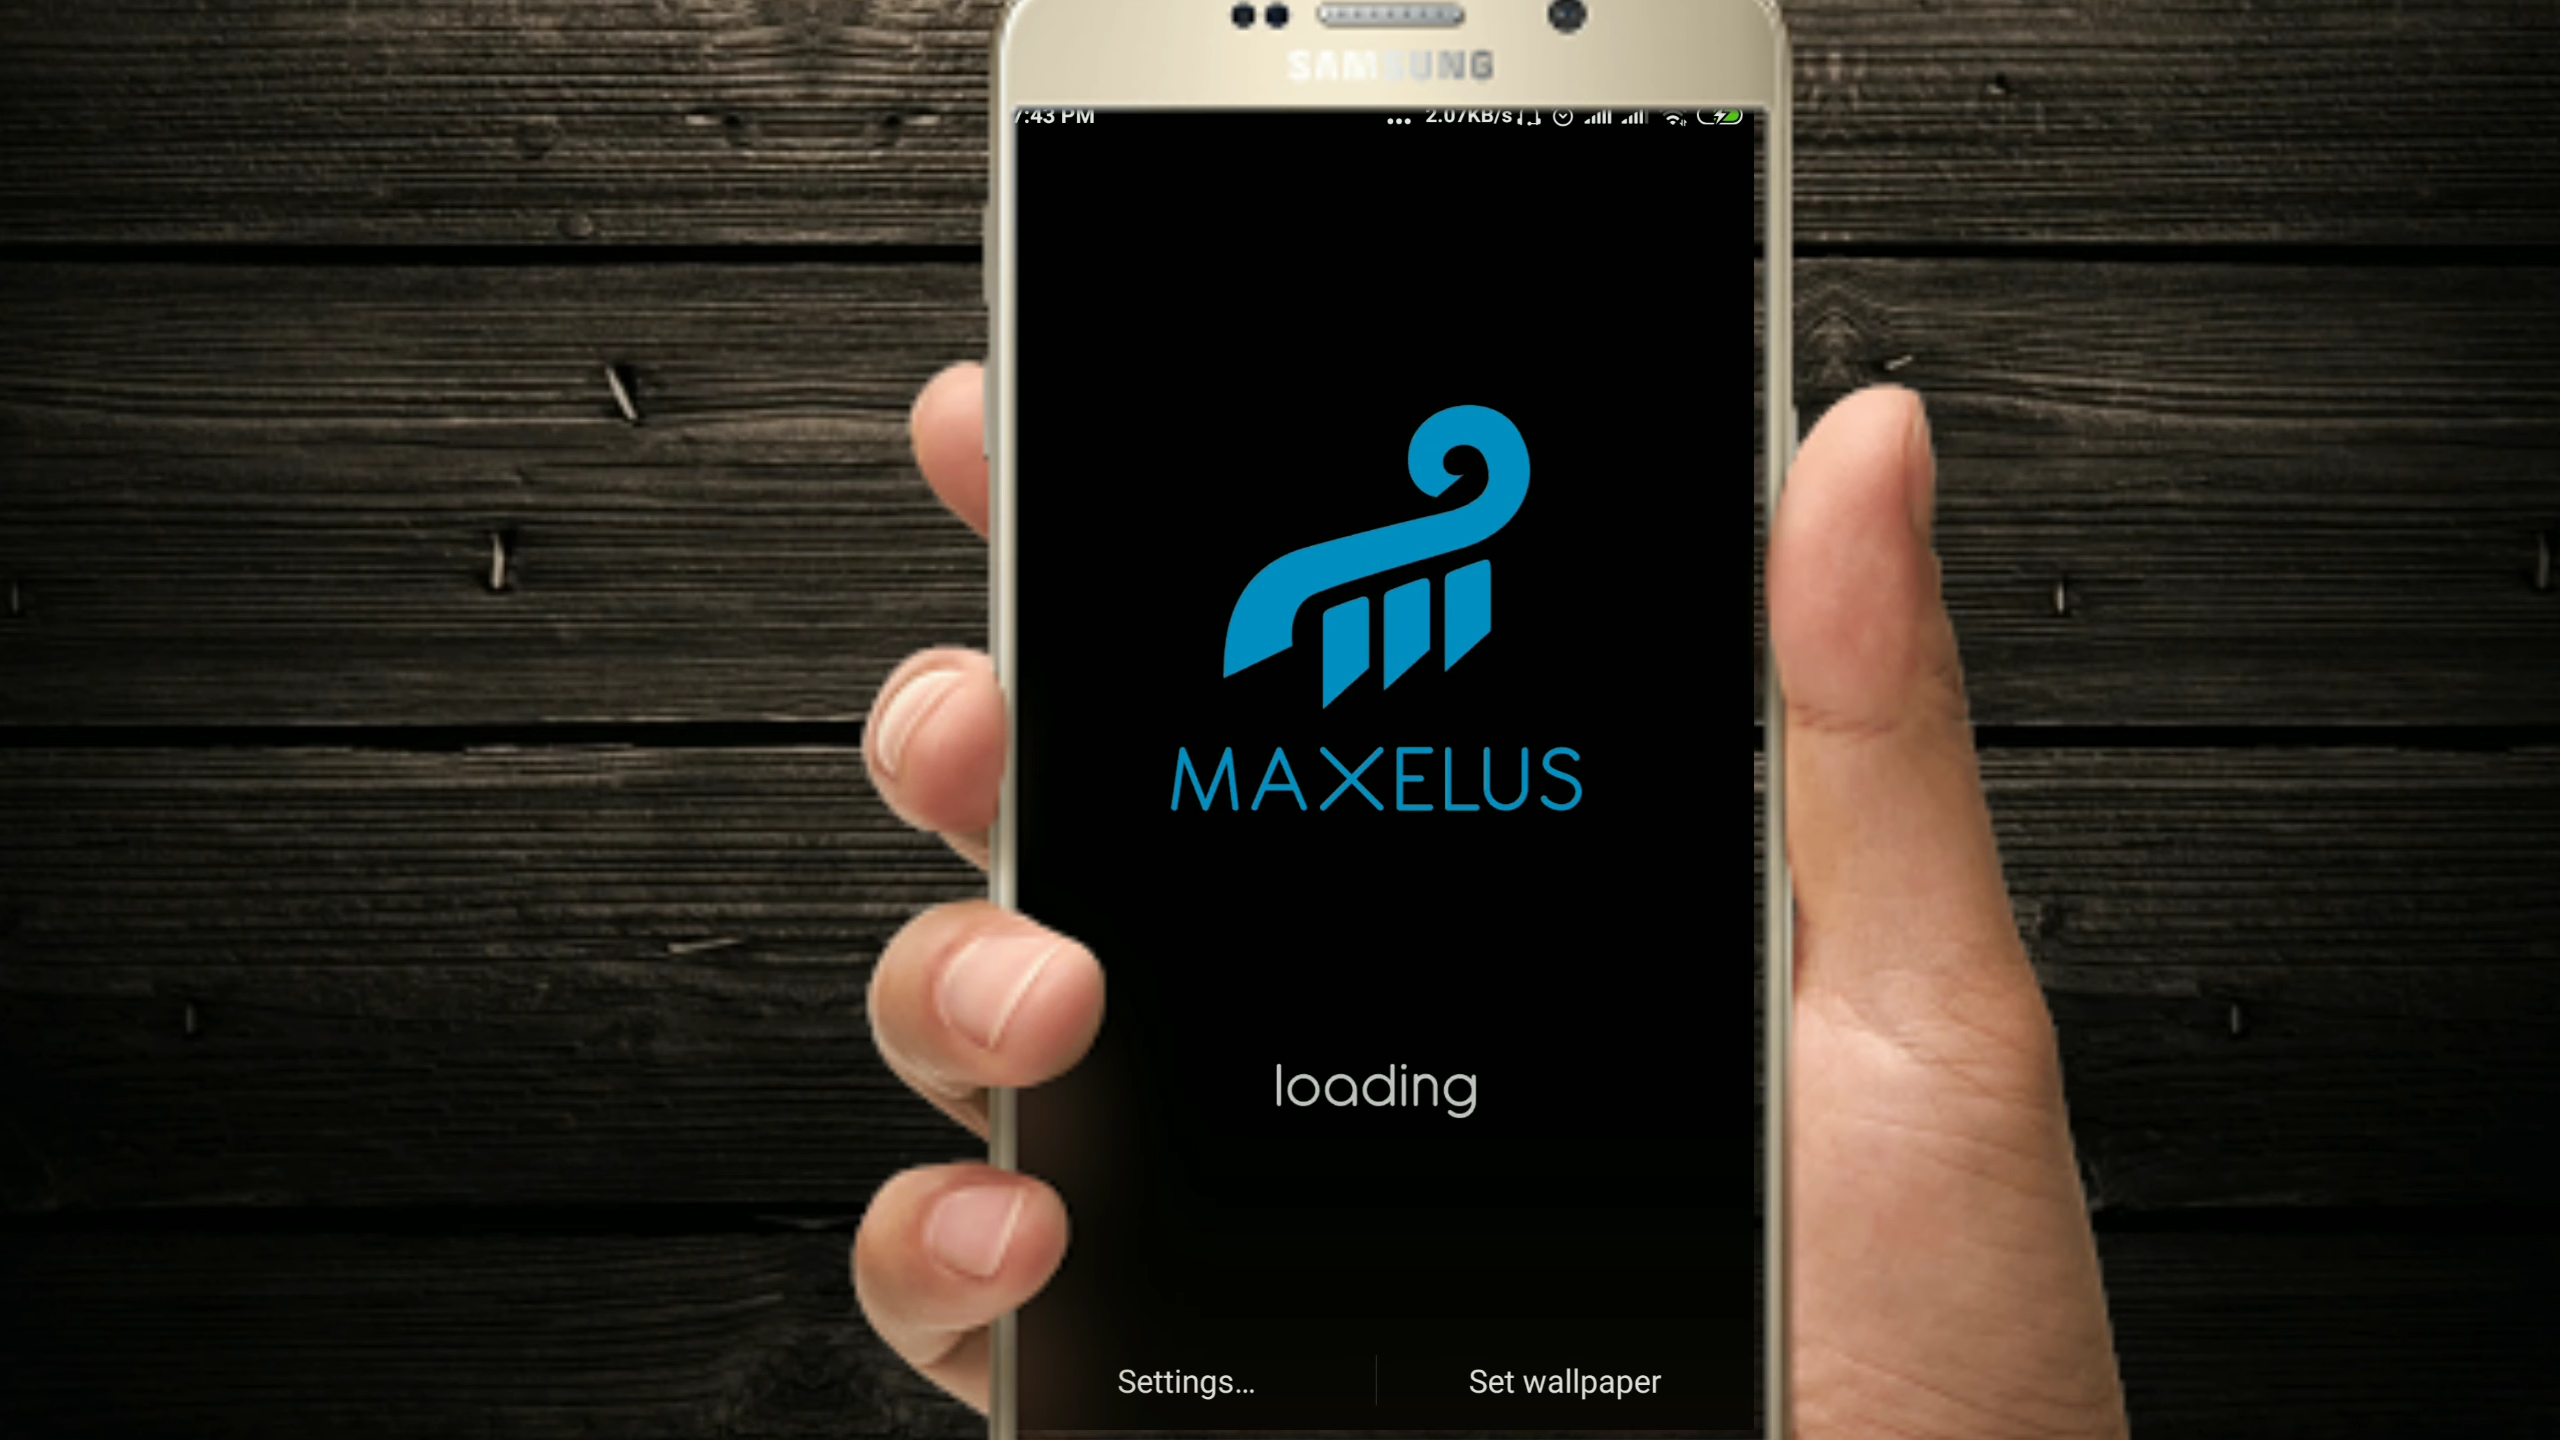 SAMSUNG
7:43 PM ... 2.07KB/s
MAXELUS
loading
Settings...
Set wallpaper